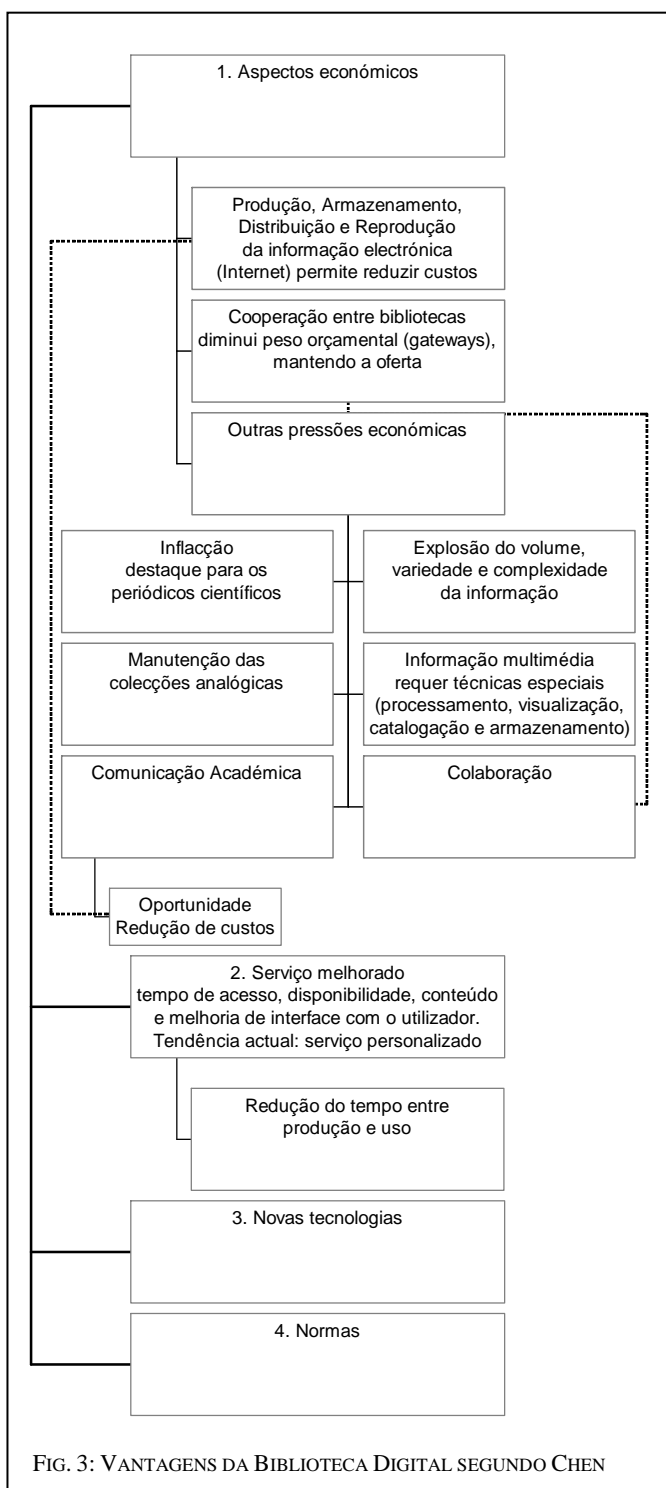 1. Aspectos económicos
Produção, Armazenamento,
Distribuição e Reprodução
da informação electrónica
(Internet) permite reduzir custos
Cooperação entre bibliotecas
diminui peso orçamental (gateways),
mantendo a oferta
Outras pressões económicas
Inflacção
destaque para os
periódicos científicos
Explosão do volume,
variedade e complexidade
da informação
Manutenção das
colecções analógicas
Informação multimédia
requer técnicas especiais
(processamento, visualização,
catalogação e armazenamento)
Comunicação Académica
Colaboração
Oportunidade
Redução de custos
2. Serviço melhorado
tempo de acesso, disponibilidade, conteúdo
e melhoria de interface com o utilizador.
Tendência actual: serviço personalizado
Redução do tempo entre
produção e uso
3. Novas tecnologias
4. Normas
FIG. 3: VANTAGENS DA BIBLIOTECA DIGITAL SEGUNDO CHEN